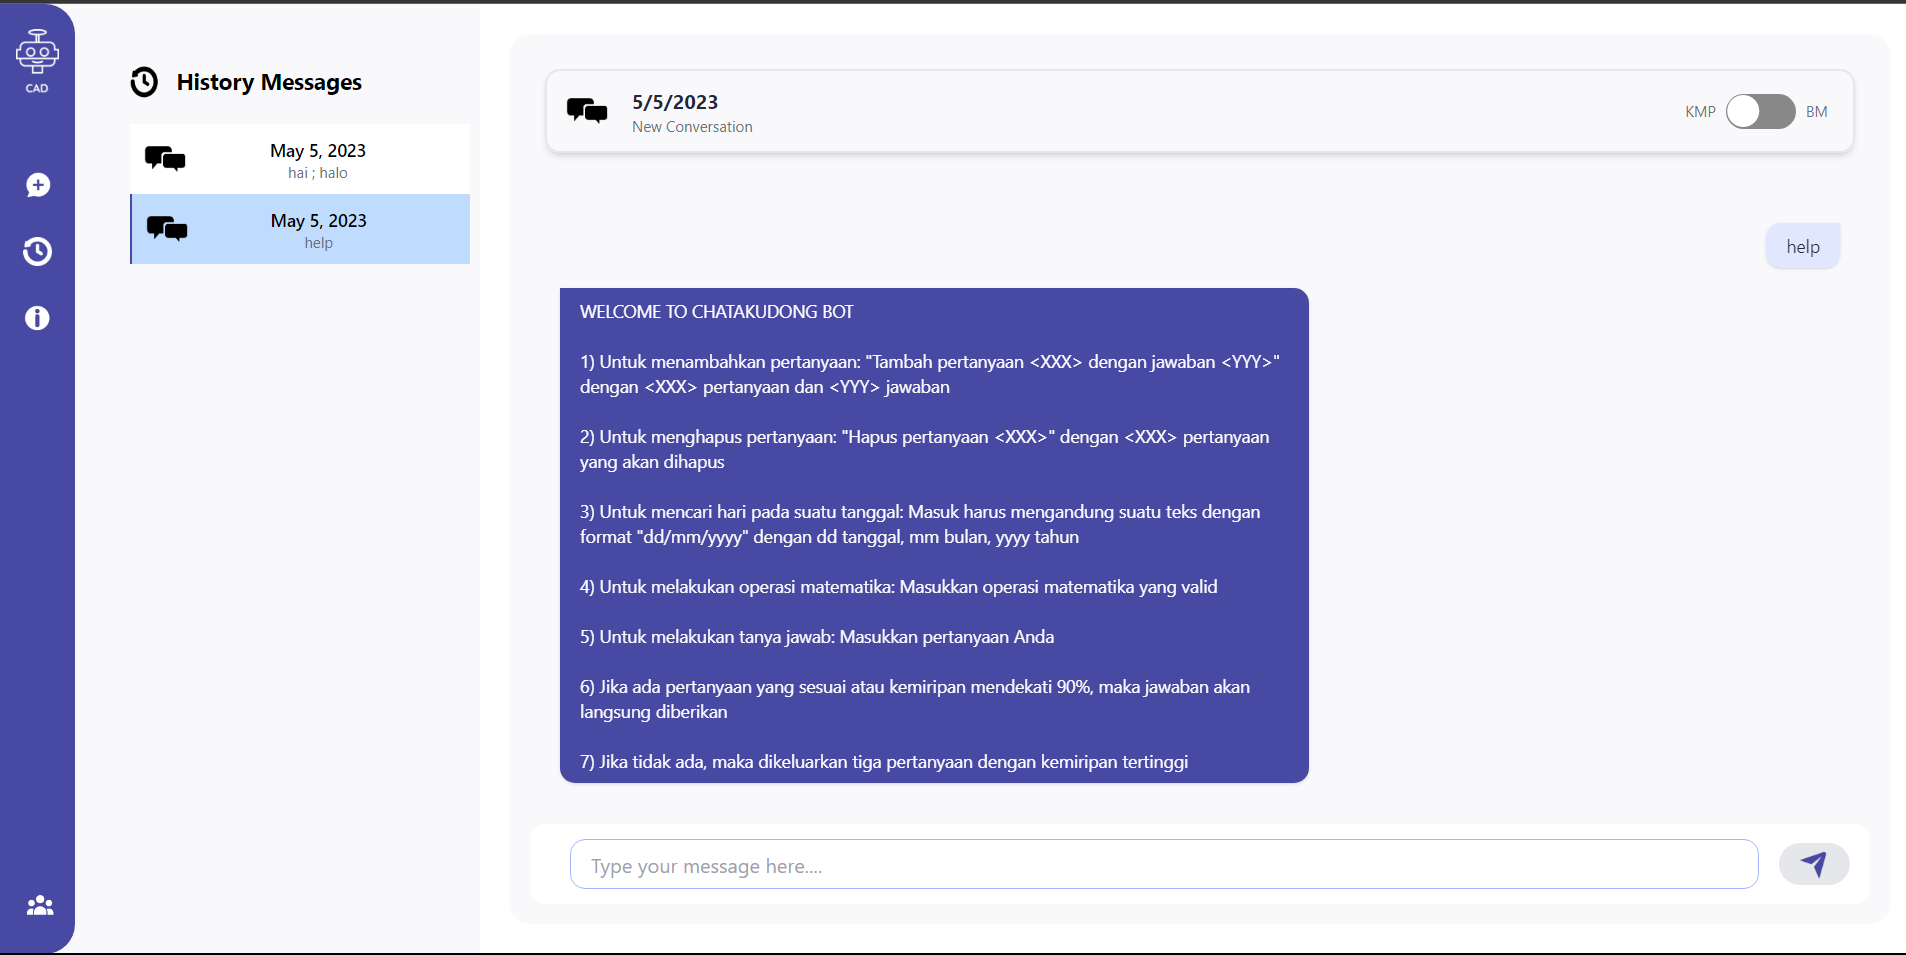 CAD
History Messages
May 5, 2023
hai ; halo
May 5, 2023
help
5/5/2023
New Conversation
KMP
BM
help
WELCOME TO CHATAKUDONG BOT
1) Untuk menambahkan pertanyaan: "Tambah pertanyaan <XXX> dengan jawaban <YYY>"
dengan <XXX> pertanyaan dan <YYY> jawaban
2) Untuk menghapus pertanyaan: "Hapus pertanyaan <XXX>" dengan <XXX> pertanyaan
yang akan dihapus
3) Untuk mencari hari pada suatu tanggal: Masuk harus mengandung suatu teks dengan
format "dd/mm/yyyy" dengan dd tanggal, mm bulan, yyyy tahun
4) Untuk melakukan operasi matematika: Masukkan operasi matematika yang valid
5) Untuk melakukan tanya jawab: Masukkan pertanyaan Anda
6) Jika ada pertanyaan yang sesuai atau kemiripan mendekati 90%, maka jawaban akan
langsung diberikan
7) Jika tidak ada, maka dikeluarkan tiga pertanyaan dengan kemiripan tertinggi
Type your message here....